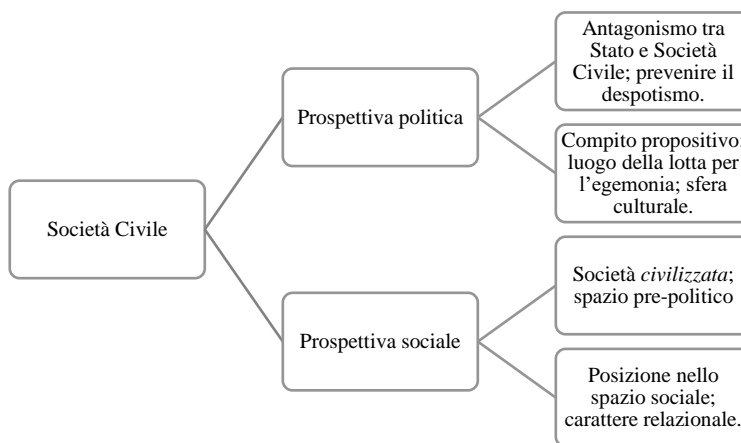 Società Civile
Prospettiva politica
Antagonismo tra
Stato e Società
Civile; prevenire il
despotismo.
Compito propositivo:
luogo della lotta per
l'egemonia; sfera
culturale.
Prospettiva sociale
Società civilizzata;
spazio pre-politico
Posizione nello
spazio sociale;
carattere relazionale.